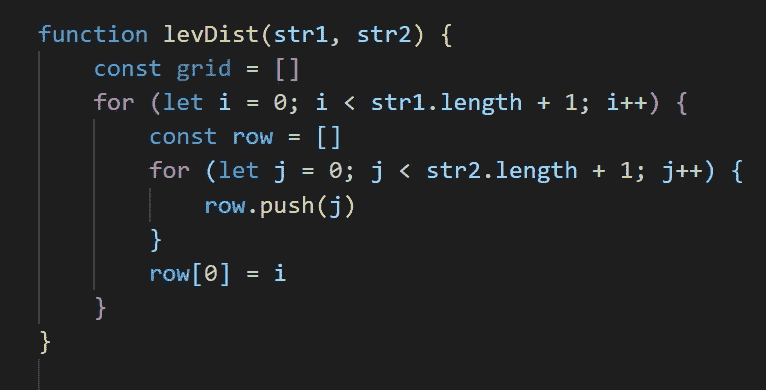 function levDist(str1, str2) {
    const grid = []
    for (let i = 0; i < str1.length + 1; i++) {
        const row = []
        for (let j = 0; j < str2.length + 1; j++) {
            row.push(j)
        }
        row[0] = i
    }
}